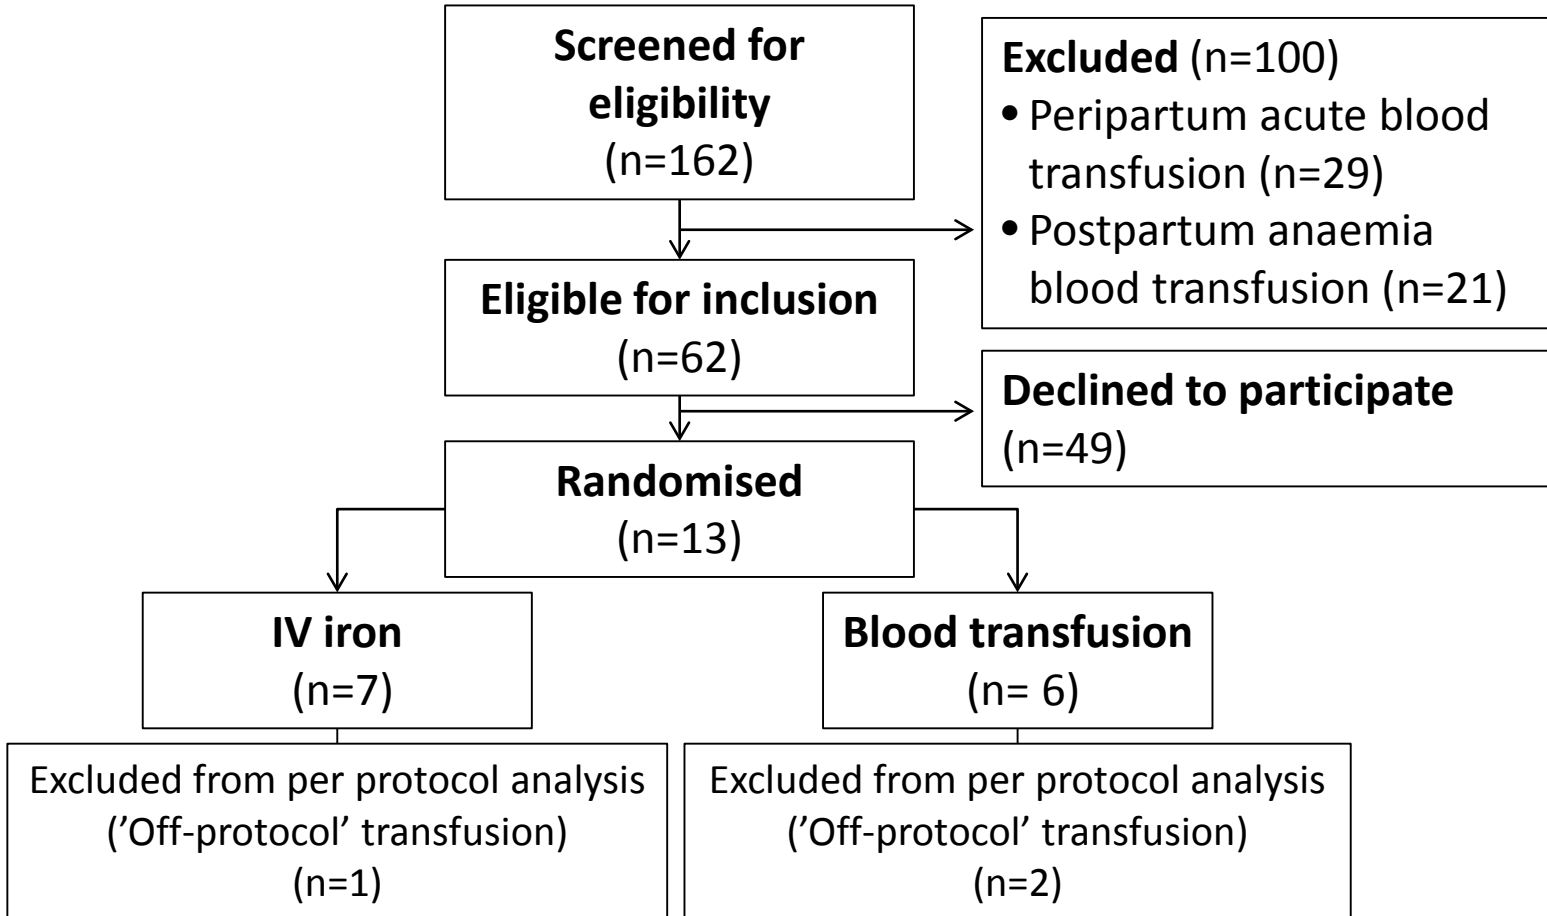 Screened for
eligibility
(n=162)
Excluded (n=100)
• Peripartum acute blood
transfusion (n=29)
• Postpartum anaemia
blood transfusion (n=21)
Eligible for inclusion
(n=62)
Declined to participate
(n=49)
Randomised
(n=13)
IV iron
(n=7)
Blood transfusion
(n= 6)
Excluded from per protocol analysis
(’Off-protocol’ transfusion)
(n=1)
Excluded from per protocol analysis
(’Off-protocol’ transfusion)
(n=2)